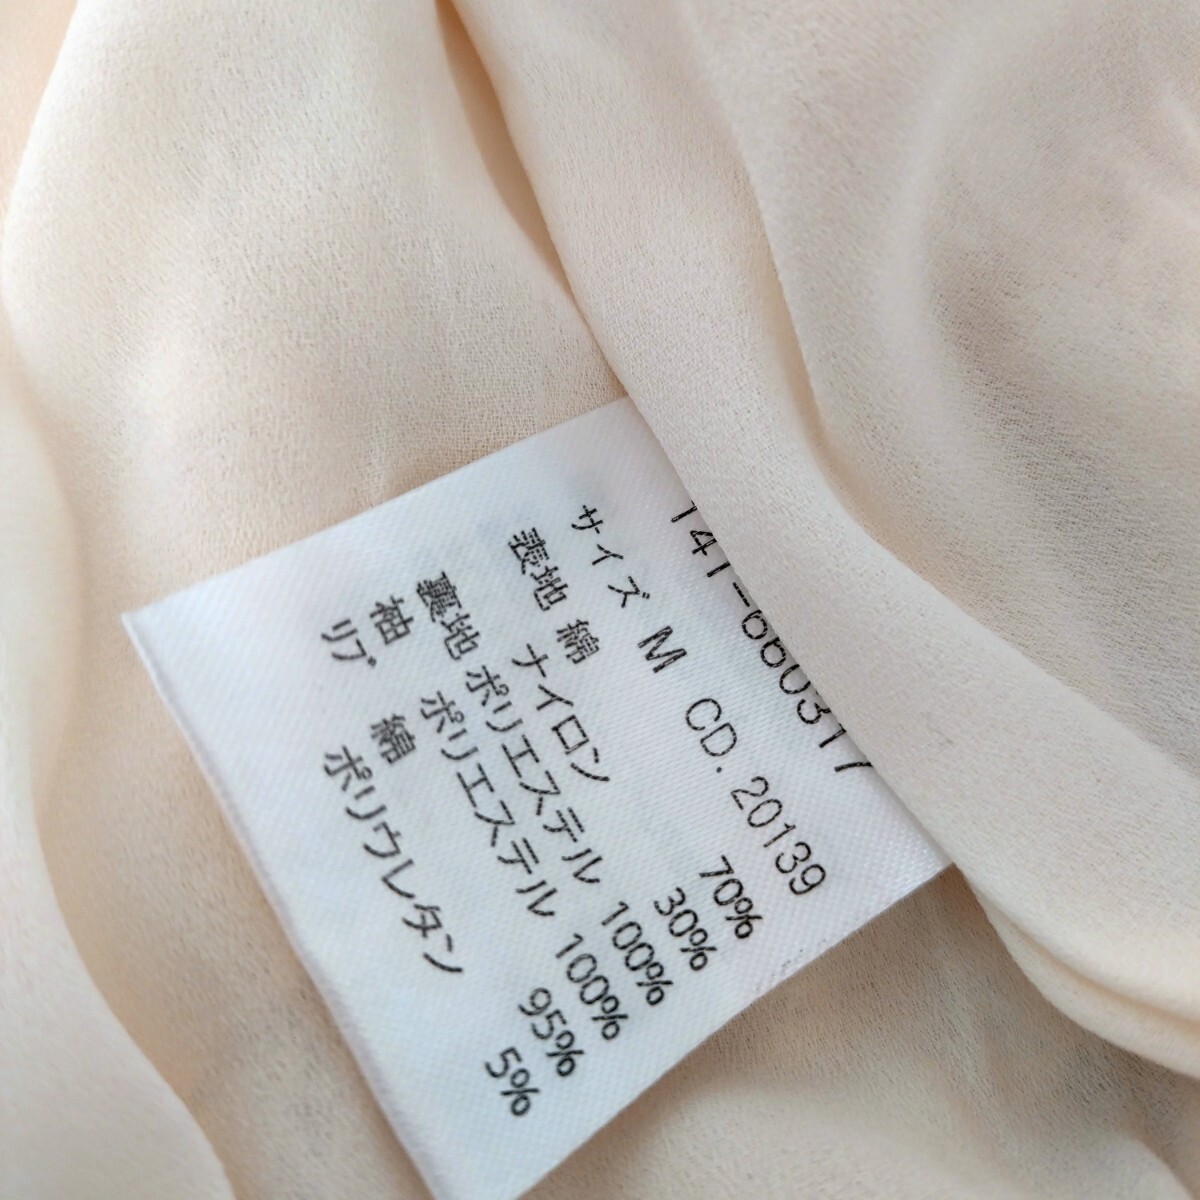 141-660317
サイズ M CD. 20139
表地 綿 70%
ナイロン 30%
裏地 ポリエステル 100%
袖 ポリエステル 100%
リブ 綿 95%
ポリウレタン 5%